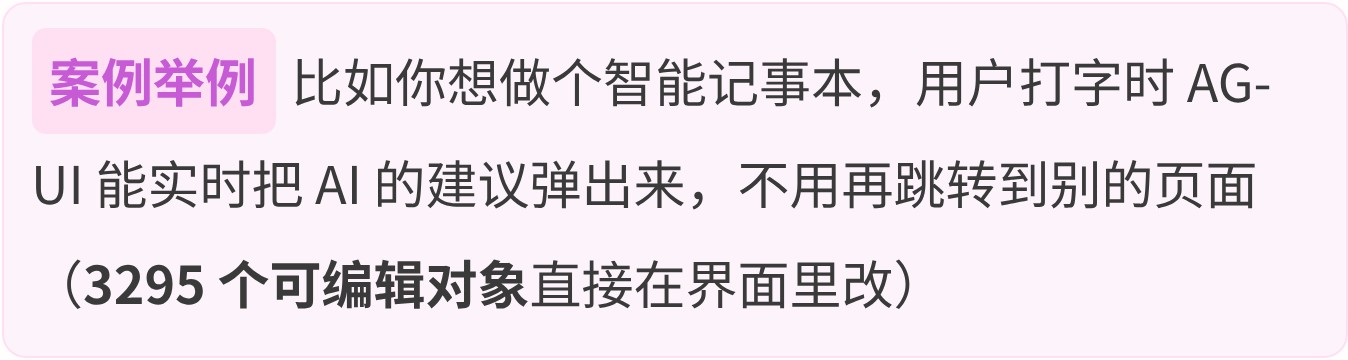 案例举例 比如你想做个智能记事本，用户打字时 AG-
UI 能实时把 AI 的建议弹出来，不用再跳转到别的页面
（3295 个可编辑对象直接在界面里改）